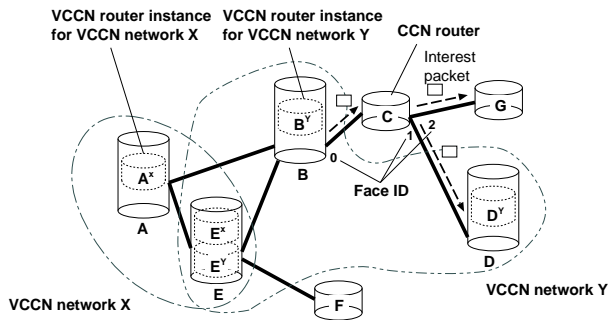 VCCN router instance
for VCCN network X
VCCN router instance
for VCCN network Y
CCN router
Interest
packet
B^Y
C
G
0
1
2
B
Face ID
A^X
A
D^Y
D
E^X
E^Y
E
F
VCCN network X
VCCN network Y